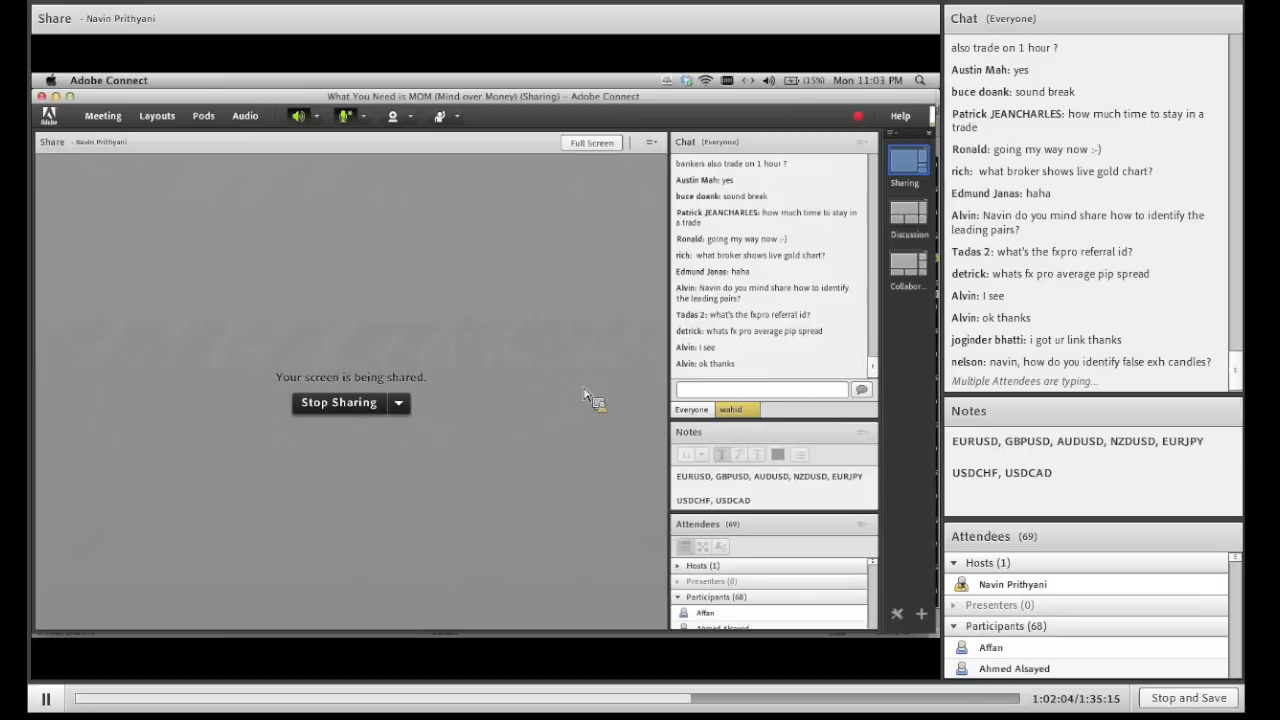 Share - Navin Prithyani
Adobe Connect
(15%) Mon 11:03 PM
What You Need is MOM (Mind over Money) (Sharing) – Adobe Connect
Adobe
Meeting Layouts Pods Audio Help
Share - Navin Prithyani
Full Screen
Your screen is being shared.
Stop Sharing
Chat (Everyone)
bankers also trade on 1 hour ?
Austin Mah: yes
buce doank: sound break
Patrick JEANCHARLES: how much time to stay in
a trade
Ronald: going my way now ;-)
rich: what broker shows live gold chart?
Edmund Janas: haha
Alvin: Navin do you mind share how to identify
the leading pairs?
Tadas 2: what's the fxpro referral id?
detrick: whats fx pro average pip spread
Alvin: I see
Alvin: ok thanks
Everyone wahid
Notes
EURUSD, GBPUSD, AUDUSD, NZDUSD, EURJPY
USDCHF, USDCAD
Attendees (69)
Hosts (1)
Presenters (0)
Participants (68)
Affan
Ahmed Alsayed
Sharing
Discussion
Collabor...
Chat (Everyone)
also trade on 1 hour ?
Austin Mah: yes
buce doank: sound break
Patrick JEANCHARLES: how much time to stay in a
trade
Ronald: going my way now :-)
rich: what broker shows live gold chart?
Edmund Janas: haha
Alvin: Navin do you mind share how to identify the
leading pairs?
Tadas 2: what's the fxpro referral id?
detrick: whats fx pro average pip spread
Alvin: I see
Alvin: ok thanks
joginder bhatti: i got ur link thanks
nelson: navin, how do you identify false exh candles?
Multiple Attendees are typing...
Notes
EURUSD, GBPUSD, AUDUSD, NZDUSD, EURJPY
USDCHF, USDCAD
Attendees (69)
Hosts (1)
Navin Prithyani
Presenters (0)
Participants (68)
Affan
Ahmed Alsayed
1:02:04/1:35:15
Stop and Save